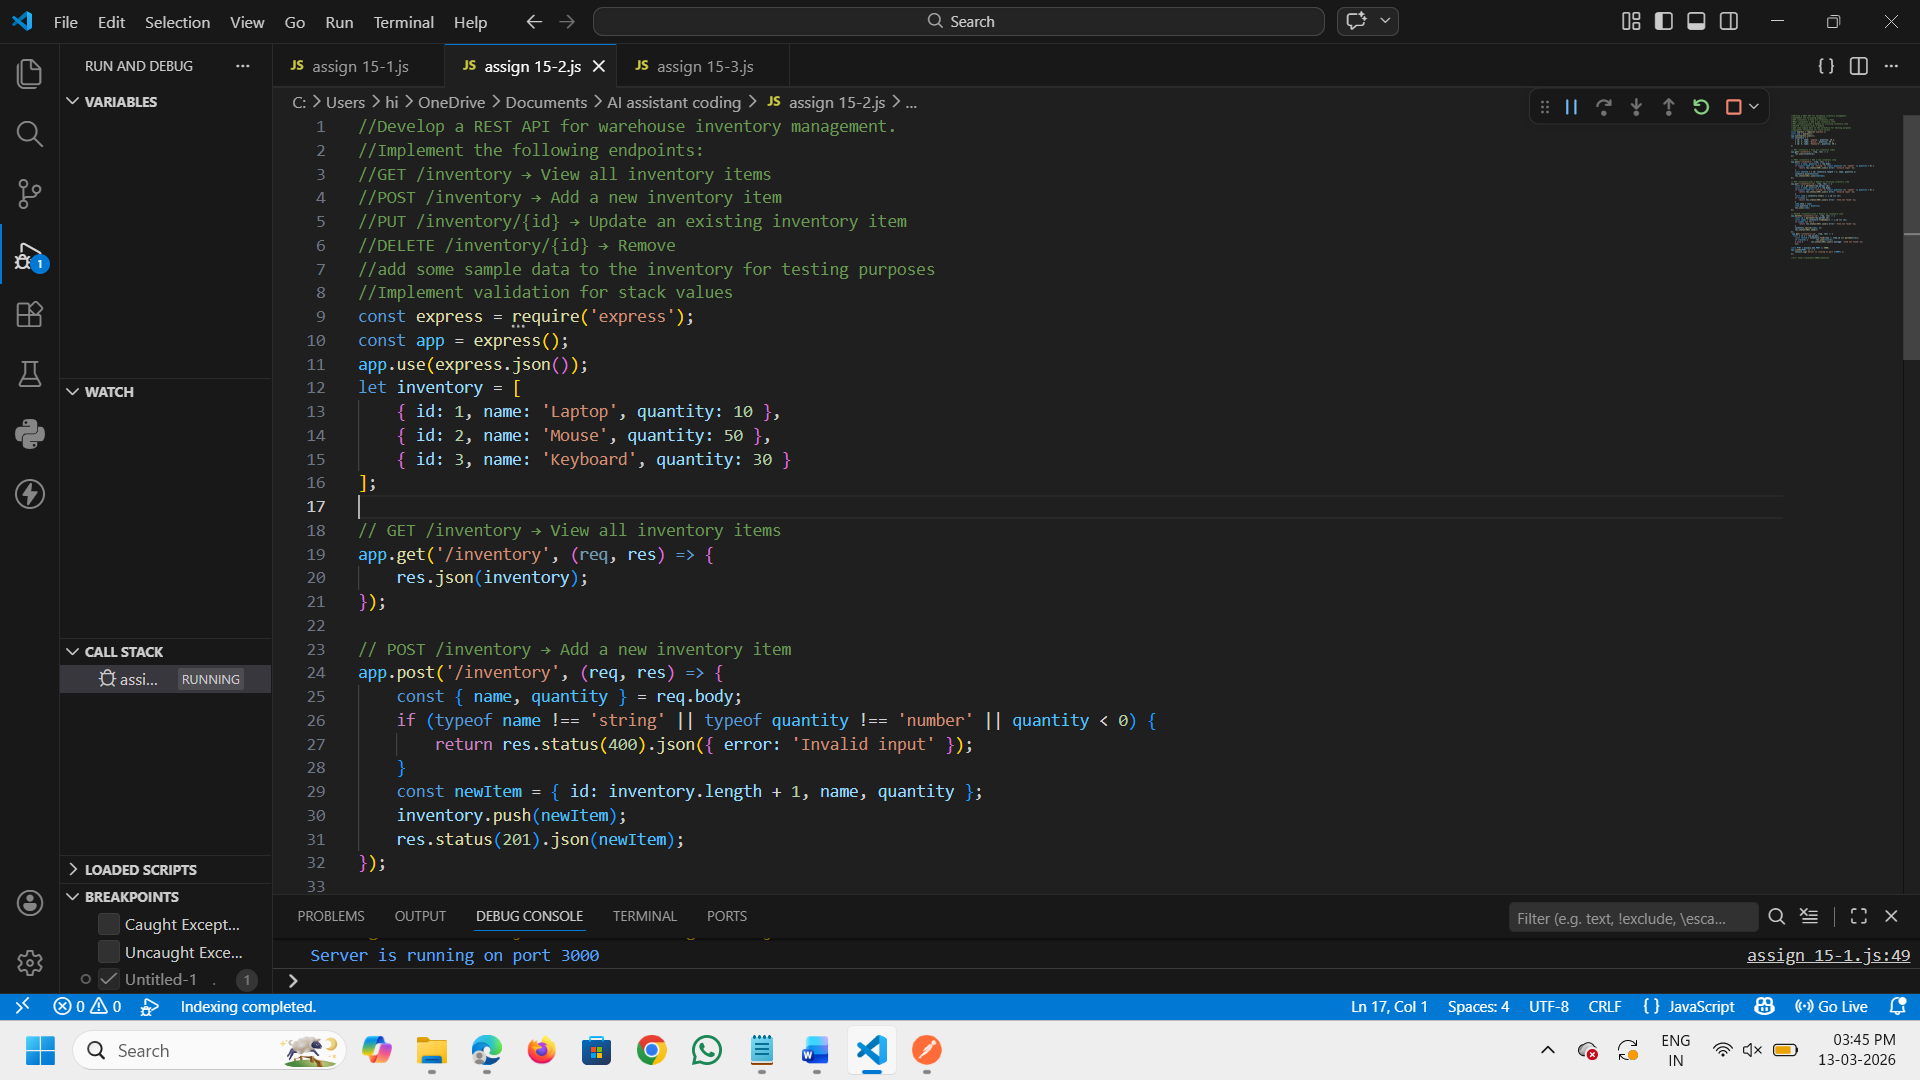 File Edit Selection View Go Run Terminal Help
Search
RUN AND DEBUG
VARIABLES
WATCH
CALL STACK
assi... RUNNING
LOADED SCRIPTS
BREAKPOINTS
Caught Except...
Uncaught Exce...
Untitled-1 . 1
1
JS assign 15-1.js
JS assign 15-2.js
JS assign 15-3.js
C: > Users > hi > OneDrive > Documents > AI assistant coding > JS assign 15-2.js > ...
1 //Develop a REST API for warehouse inventory management.
2 //Implement the following endpoints:
3 //GET /inventory → View all inventory items
4 //POST /inventory → Add a new inventory item
5 //PUT /inventory/{id} → Update an existing inventory item
6 //DELETE /inventory/{id} → Remove
7 //add some sample data to the inventory for testing purposes
8 //Implement validation for stack values
9 const express = require('express');
10 const app = express();
11 app.use(express.json());
12 let inventory = [
13 { id: 1, name: 'Laptop', quantity: 10 },
14 { id: 2, name: 'Mouse', quantity: 50 },
15 { id: 3, name: 'Keyboard', quantity: 30 }
16 ];
17
18 // GET /inventory → View all inventory items
19 app.get('/inventory', (req, res) => {
20 res.json(inventory);
21 });
22
23 // POST /inventory → Add a new inventory item
24 app.post('/inventory', (req, res) => {
25 const { name, quantity } = req.body;
26 if (typeof name !== 'string' || typeof quantity !== 'number' || quantity < 0) {
27 return res.status(400).json({ error: 'Invalid input' });
28 }
29 const newItem = { id: inventory.length + 1, name, quantity };
30 inventory.push(newItem);
31 res.status(201).json(newItem);
32 });
33
PROBLEMS OUTPUT DEBUG CONSOLE TERMINAL PORTS
Filter (e.g. text, !exclude, \esca...
Server is running on port 3000 assign 15-1.js:49
0 0 Indexing completed. Ln 17, Col 1 Spaces: 4 UTF-8 CRLF {} JavaScript Go Live
Search
ENG
IN
03:45 PM
13-03-2026